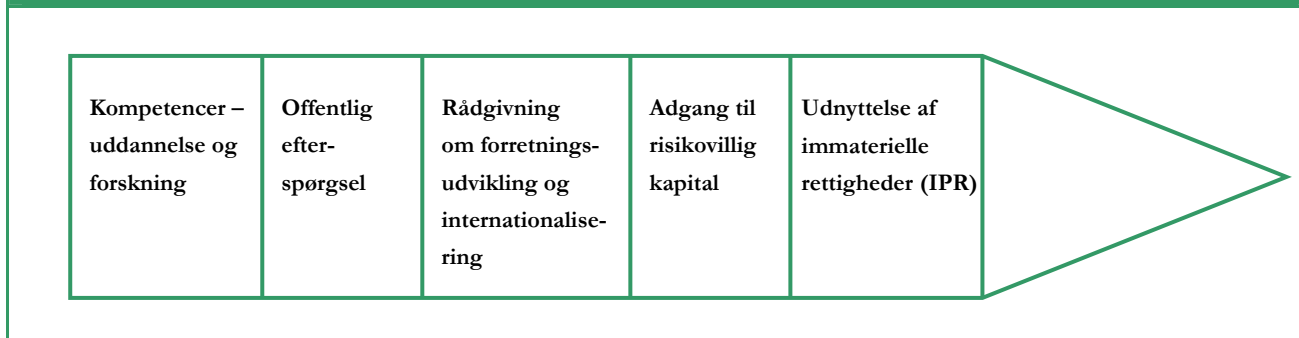 Kompetencer –
uddannelse og
forskning
Offentlig
efter-
spørgsel
Rådgivning
om forretnings-
udvikling og
internationalise-
ring
Adgang til
risikovillig
kapital
Udnyttelse af
immaterielle
rettigheder (IPR)